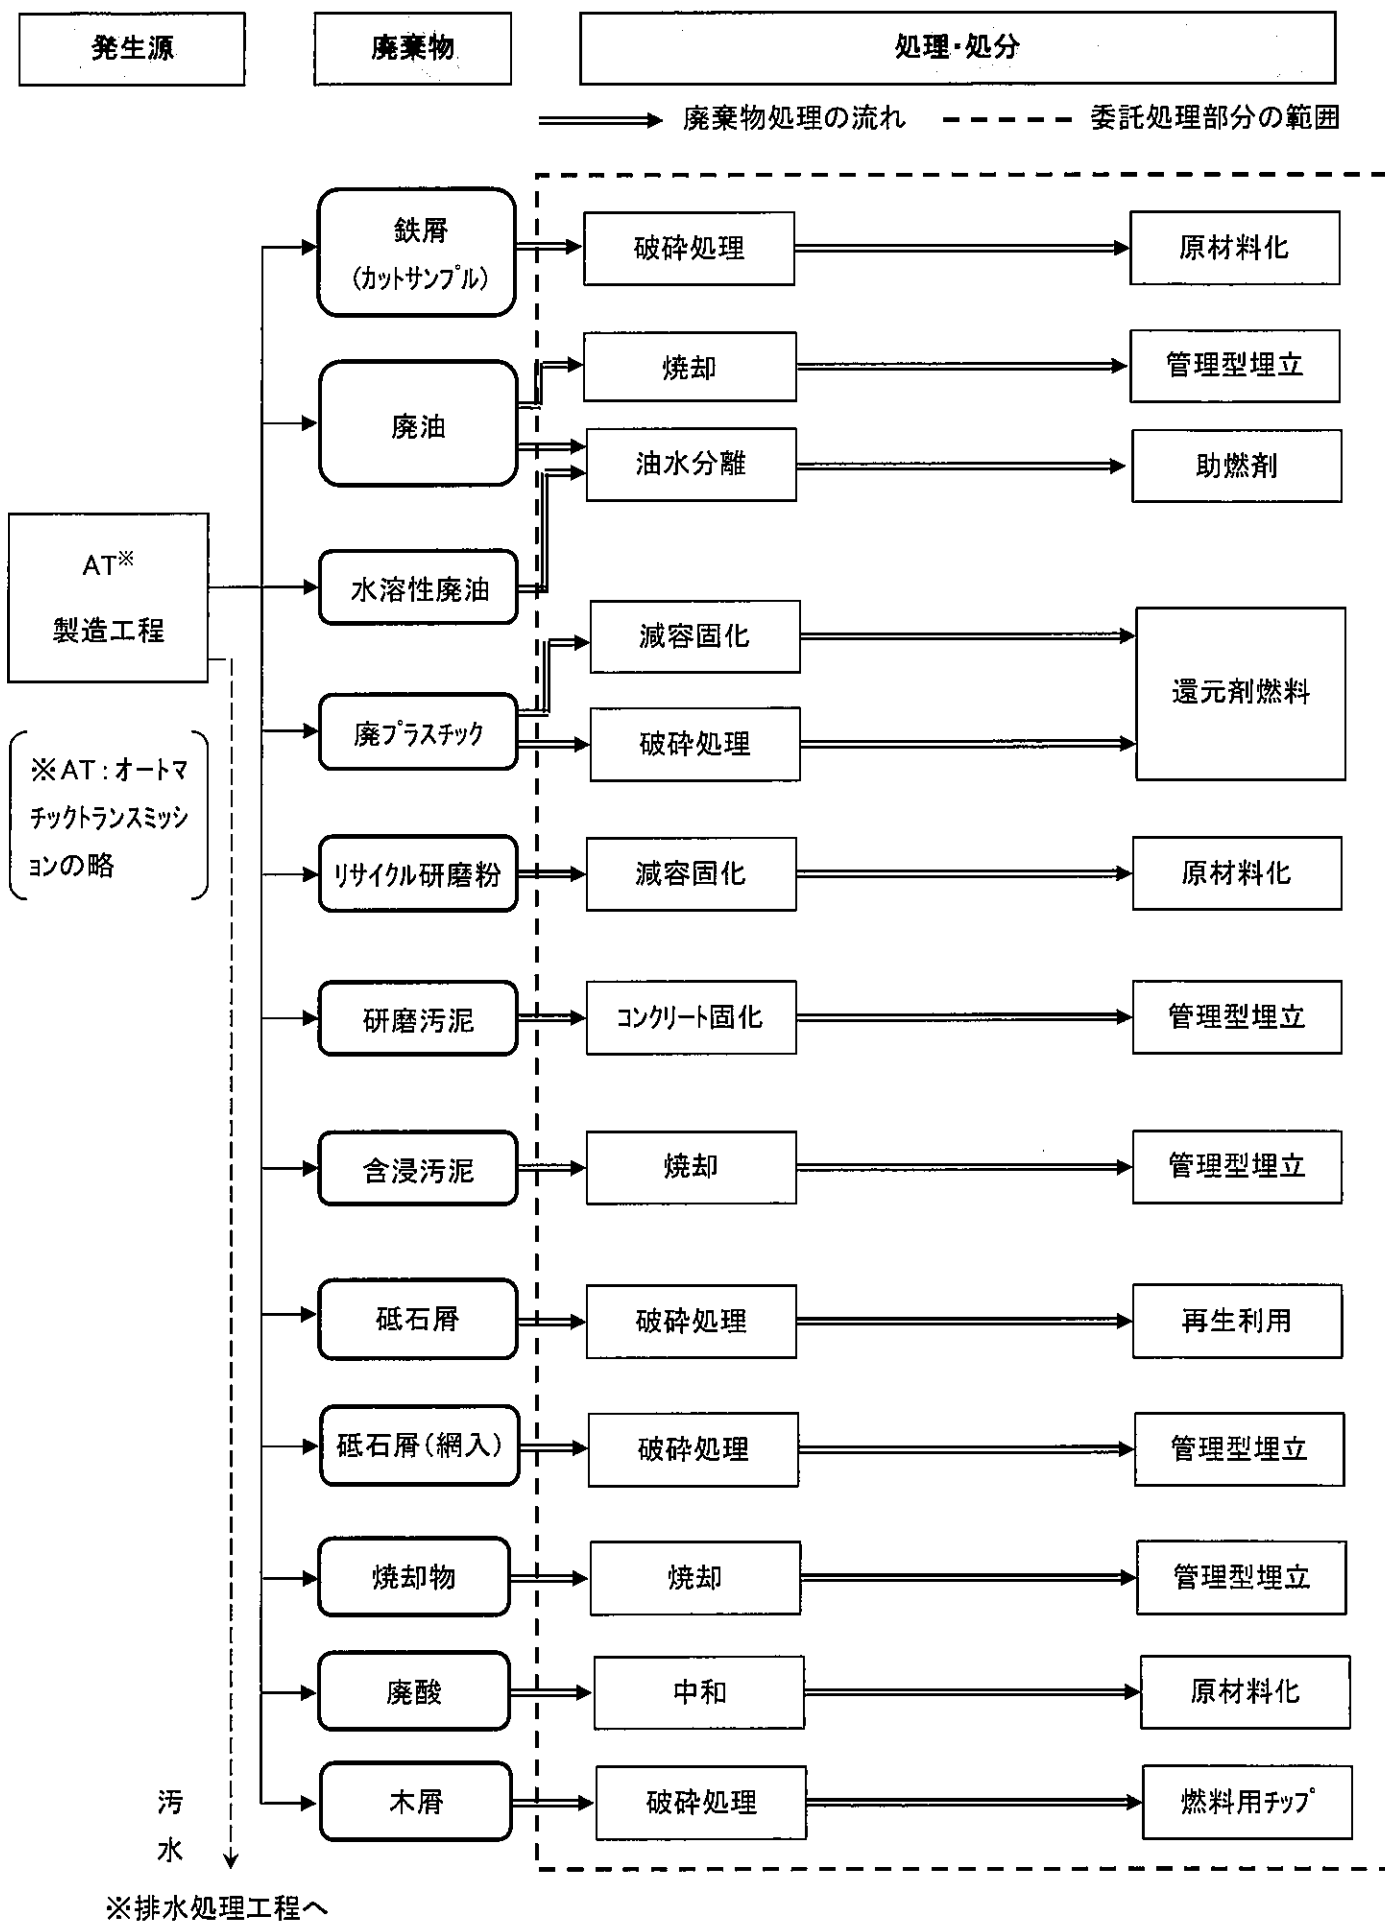 発生源
廃棄物
処理・処分
廃棄物処理の流れ
委託処理部分の範囲
鉄屑
(カットサンプル)
破砕処理
原材料化
廃油
焼却
管理型埋立
油水分離
助燃剤
AT※
製造工程
水溶性廃油
減容固化
還元剤燃料
廃プラスチック
破砕処理
※AT:オートマ
チックトランスミッシ
ョンの略
リサイクル研磨粉
減容固化
原材料化
研磨汚泥
コンクリート固化
管理型埋立
含浸汚泥
焼却
管理型埋立
砥石屑
破砕処理
再生利用
砥石屑(網入)
破砕処理
管理型埋立
焼却物
焼却
管理型埋立
廃酸
中和
原材料化
木屑
破砕処理
燃料用チップ
汚
水
※排水処理工程へ